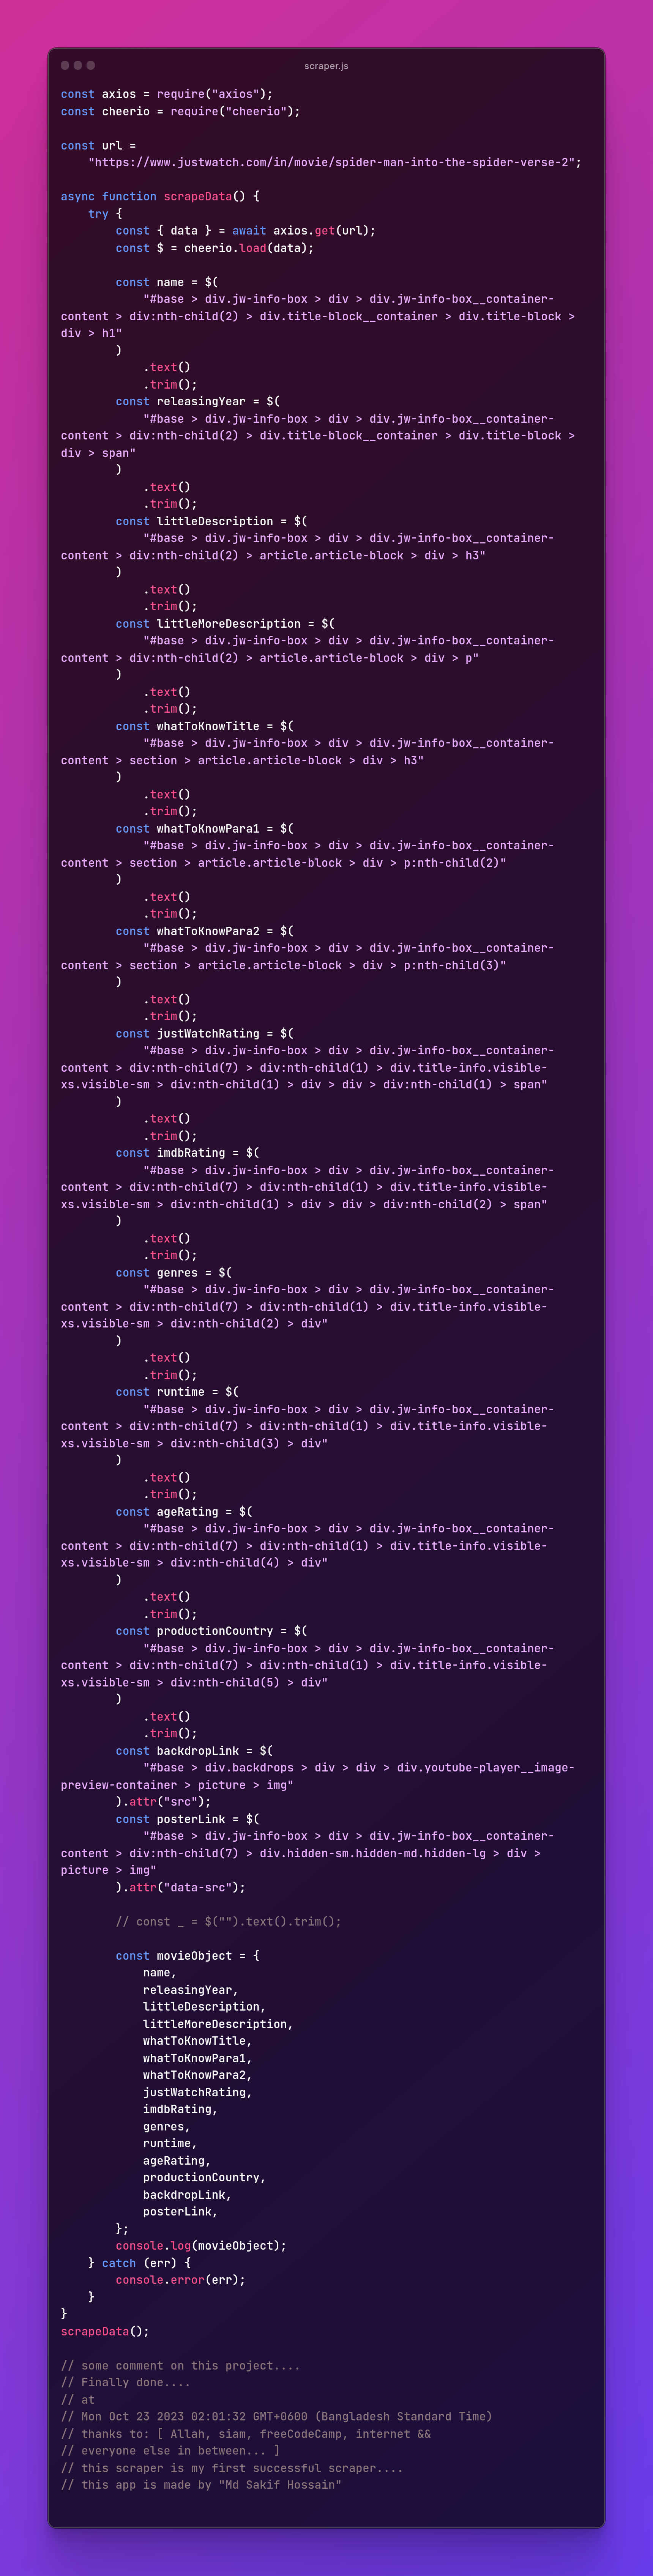 scraper.js
const axios = require("axios");
const cheerio = require("cheerio");

const url =
    "https://www.justwatch.com/in/movie/spider-man-into-the-spider-verse-2";

async function scrapeData() {
    try {
        const { data } = await axios.get(url);
        const $ = cheerio.load(data);

        const name = $(
            "#base > div.jw-info-box > div > div.jw-info-box__container-
content > div:nth-child(2) > div.title-block__container > div.title-block >
div > h1"
        )
            .text()
            .trim();
        const releasingYear = $(
            "#base > div.jw-info-box > div > div.jw-info-box__container-
content > div:nth-child(2) > div.title-block__container > div.title-block >
div > span"
        )
            .text()
            .trim();
        const littleDescription = $(
            "#base > div.jw-info-box > div > div.jw-info-box__container-
content > div:nth-child(2) > article.article-block > div > h3"
        )
            .text()
            .trim();
        const littleMoreDescription = $(
            "#base > div.jw-info-box > div > div.jw-info-box__container-
content > div:nth-child(2) > article.article-block > div > p"
        )
            .text()
            .trim();
        const whatToKnowTitle = $(
            "#base > div.jw-info-box > div > div.jw-info-box__container-
content > section > article.article-block > div > h3"
        )
            .text()
            .trim();
        const whatToKnowPara1 = $(
            "#base > div.jw-info-box > div > div.jw-info-box__container-
content > section > article.article-block > div > p:nth-child(2)"
        )
            .text()
            .trim();
        const whatToKnowPara2 = $(
            "#base > div.jw-info-box > div > div.jw-info-box__container-
content > section > article.article-block > div > p:nth-child(3)"
        )
            .text()
            .trim();
        const justWatchRating = $(
            "#base > div.jw-info-box > div > div.jw-info-box__container-
content > div:nth-child(7) > div:nth-child(1) > div.title-info.visible-
xs.visible-sm > div:nth-child(1) > div > div > div:nth-child(1) > span"
        )
            .text()
            .trim();
        const imdbRating = $(
            "#base > div.jw-info-box > div > div.jw-info-box__container-
content > div:nth-child(7) > div:nth-child(1) > div.title-info.visible-
xs.visible-sm > div:nth-child(1) > div > div > div:nth-child(2) > span"
        )
            .text()
            .trim();
        const genres = $(
            "#base > div.jw-info-box > div > div.jw-info-box__container-
content > div:nth-child(7) > div:nth-child(1) > div.title-info.visible-
xs.visible-sm > div:nth-child(2) > div"
        )
            .text()
            .trim();
        const runtime = $(
            "#base > div.jw-info-box > div > div.jw-info-box__container-
content > div:nth-child(7) > div:nth-child(1) > div.title-info.visible-
xs.visible-sm > div:nth-child(3) > div"
        )
            .text()
            .trim();
        const ageRating = $(
            "#base > div.jw-info-box > div > div.jw-info-box__container-
content > div:nth-child(7) > div:nth-child(1) > div.title-info.visible-
xs.visible-sm > div:nth-child(4) > div"
        )
            .text()
            .trim();
        const productionCountry = $(
            "#base > div.jw-info-box > div > div.jw-info-box__container-
content > div:nth-child(7) > div:nth-child(1) > div.title-info.visible-
xs.visible-sm > div:nth-child(5) > div"
        )
            .text()
            .trim();
        const backdropLink = $(
            "#base > div.backdrops > div > div > div.youtube-player__image-
preview-container > picture > img"
        ).attr("src");
        const posterLink = $(
            "#base > div.jw-info-box > div > div.jw-info-box__container-
content > div:nth-child(7) > div.hidden-sm.hidden-md.hidden-lg > div >
picture > img"
        ).attr("data-src");

        // const _ = $("").text().trim();

        const movieObject = {
            name,
            releasingYear,
            littleDescription,
            littleMoreDescription,
            whatToKnowTitle,
            whatToKnowPara1,
            whatToKnowPara2,
            justWatchRating,
            imdbRating,
            genres,
            runtime,
            ageRating,
            productionCountry,
            backdropLink,
            posterLink,
        };
        console.log(movieObject);
    } catch (err) {
        console.error(err);
    }
}
scrapeData();

// some comment on this project....
// Finally done....
// at
// Mon Oct 23 2023 02:01:32 GMT+0600 (Bangladesh Standard Time)
// thanks to: [ Allah, siam, freeCodeCamp, internet &&
// everyone else in between... ]
// this scraper is my first successful scraper....
// this app is made by "Md Sakif Hossain"